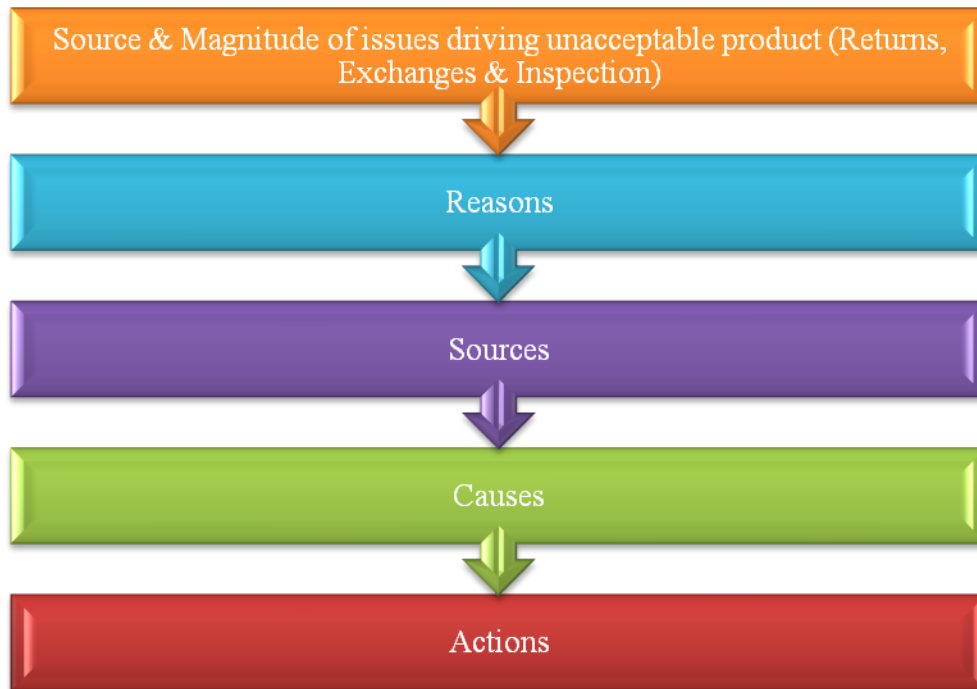 Source & Magnitude of issues driving unacceptable product (Returns,
Exchanges & Inspection)
Reasons
Sources
Causes
Actions